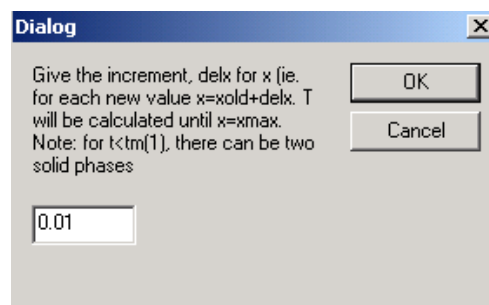 Dialog
Give the increment, delx for x (ie.
for each new value x=xold+delx. T
will be calculated until x=xmax.
Note: for t<tm(1), there can be two
solid phases
OK
Cancel
0.01